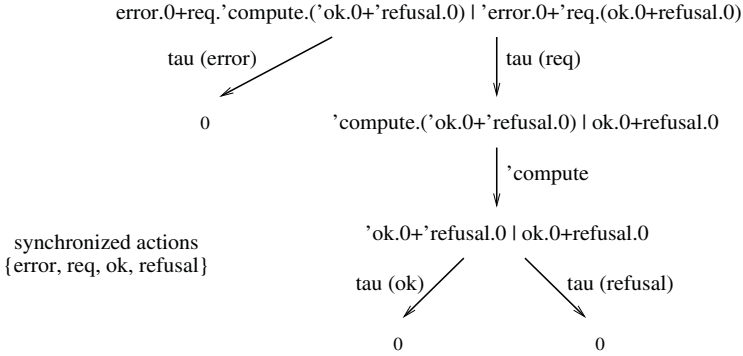 error.0+req.’compute.(’ok.0+’refusal.0) | ’error.0+’req.(ok.0+refusal.0)
tau (error)
tau (req)
0
’compute.(’ok.0+’refusal.0) | ok.0+refusal.0
’compute
’ok.0+’refusal.0 | ok.0+refusal.0
synchronized actions
{error, req, ok, refusal}
tau (ok)
tau (refusal)
0
0